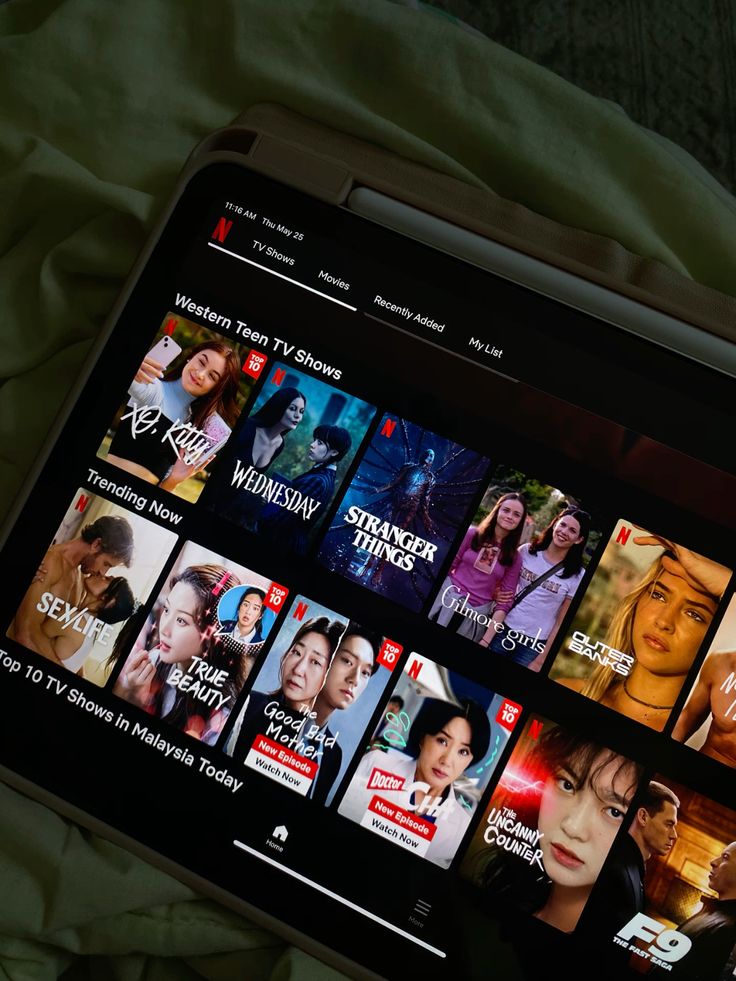 11:16 AM Thu May 25
N
TV Shows
Movies
Recently Added
My List
Western Teen TV Shows
N
TOP
10
XO, Kitty
N
WEDNESDAY
N
STRANGER
THINGS
Gilmore girls
N
OUTER
BANKS
Trending Now
N
SEX/LIFE
TOP
10
TRUE
BEAUTY
N
TOP
10
The
Good Bad
Mother
New Episode
Watch Now
N
TOP
10
DOCTOR
CHA
New Episode
Watch Now
N
THE
UNCANNY
COUNTER
F9
THE FAST SAGA
Top 10 TV Shows in Malaysia Today
Home
More